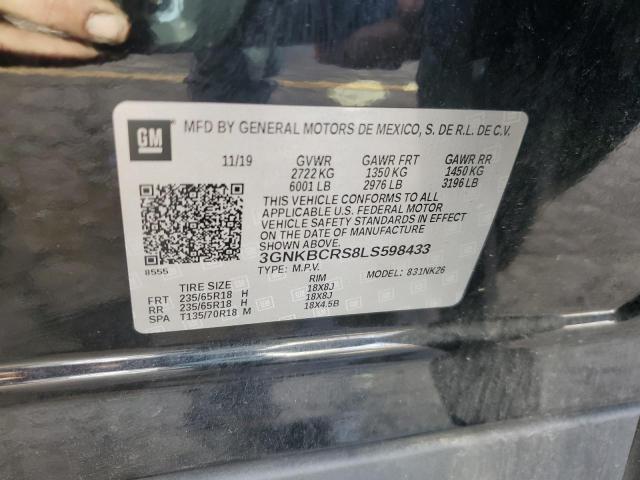 GM
MFD BY GENERAL MOTORS DE MEXICO, S. DE R.L. DE C.V.
11/19 GVWR GAWR FRT GAWR RR
2722 KG 1350 KG 1450 KG
6001 LB 2976 LB 3196 LB
THIS VEHICLE CONFORMS TO ALL
APPLICABLE U.S. FEDERAL MOTOR
VEHICLE SAFETY STANDARDS IN EFFECT
ON THE DATE OF MANUFACTURE
SHOWN ABOVE.
3GNKBCRS8LS598433
8555 TYPE: M.P.V. MODEL: 831NK26
TIRE SIZE RIM
FRT 235/65R18 H 18X8J
RR 235/65R18 H 18X8J
SPA T135/70R18 M 18X4.5B